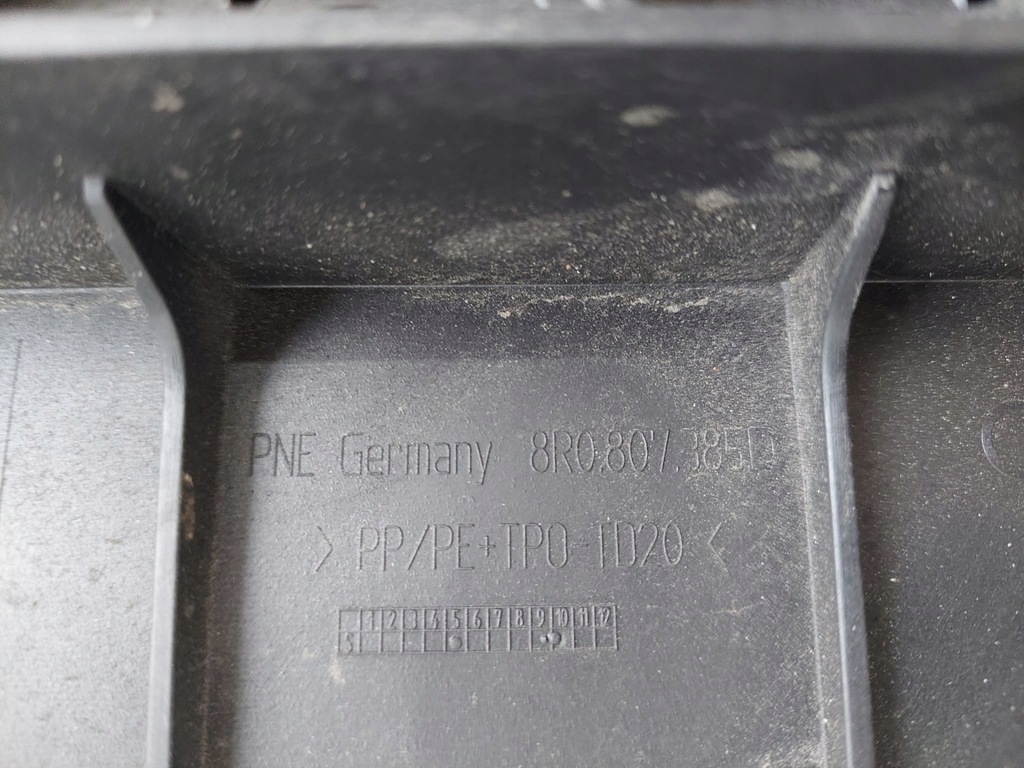 PNE Germany 8R0.807.385D
>PP/PE+TPO-TD20<
1 2 3 4 5 6 7 8 9 10 11 12